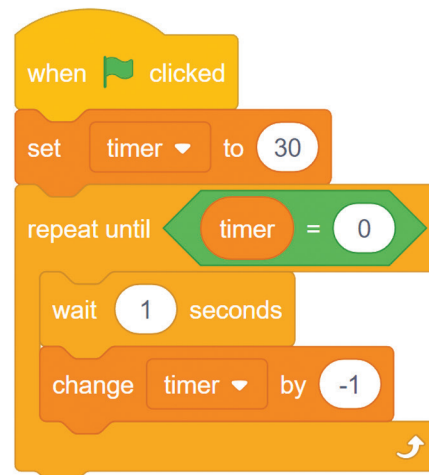 when clicked
set timer to 30
repeat until timer = 0
wait 1 seconds
change timer by -1